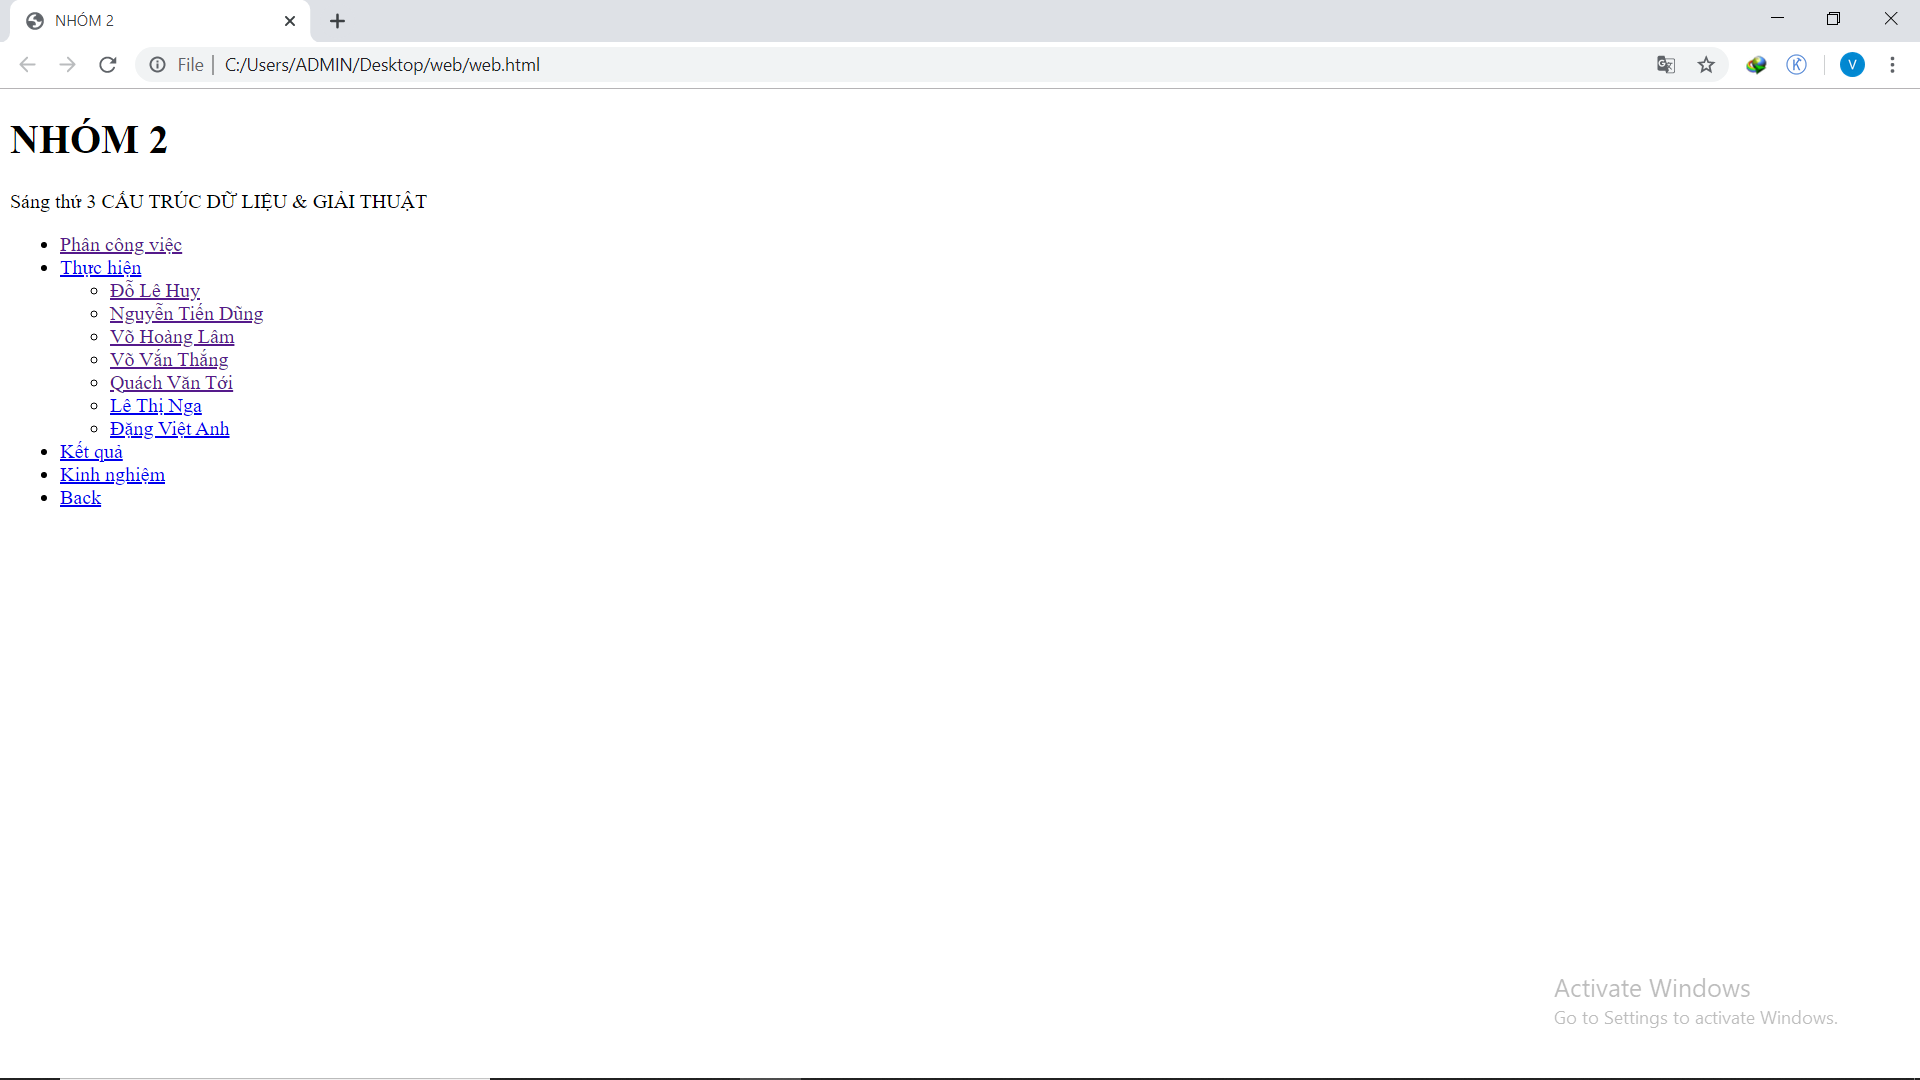 NHÓM 2
File
C:/Users/ADMIN/Desktop/web/web.html
V
NHÓM 2
Sáng thứ 3 CẤU TRÚC DỮ LIỆU & GIẢI THUẬT
Phân công việc
Thực hiện
Đỗ Lê Huy
Nguyễn Tiến Dũng
Võ Hoàng Lâm
Võ Vắn Thắng
Quách Văn Tới
Lê Thị Nga
Đặng Việt Anh
Kết quả
Kinh nghiệm
Back
Activate Windows
Go to Settings to activate Windows.